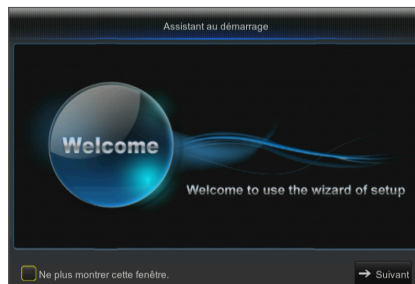 Assistant au démarrage
Welcome
Welcome to use the wizard of setup
Ne plus montrer cette fenêtre.
Suivant